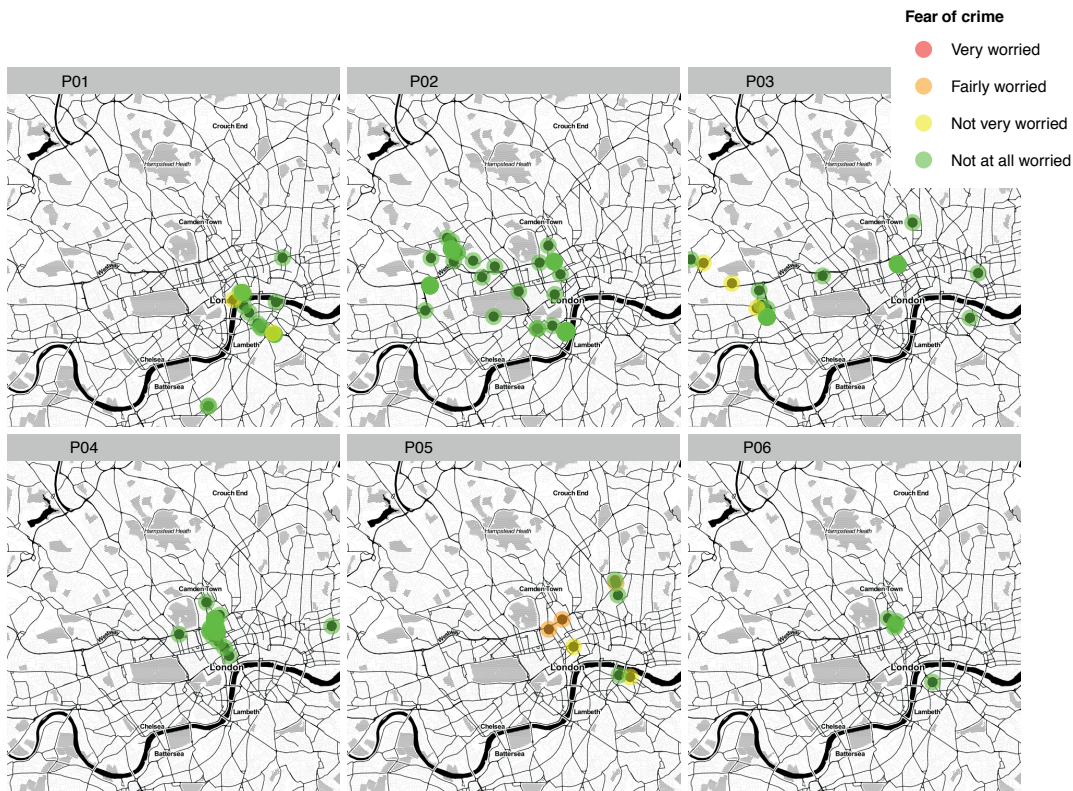 Fear of crime
Very worried
Fairly worried
Not very worried
Not at all worried
P01
Crouch End
Hampstead Heath
Camden Town
Westway
London
Lambeth
Chelsea
Battersea
P02
Crouch End
Hampstead Heath
Camden Town
London
Lambeth
Chelsea
Battersea
P03
Camden Town
Westway
London
Lambeth
Chelsea
Battersea
P04
Crouch End
Hampstead Heath
Camden Town
Westway
London
Lambeth
Chelsea
Battersea
P05
Crouch End
Hampstead Heath
Camden Town
Westway
London
Lambeth
Chelsea
Battersea
P06
Crouch End
Hampstead Heath
Camden Town
Westway
London
Lambeth
Chelsea
Battersea